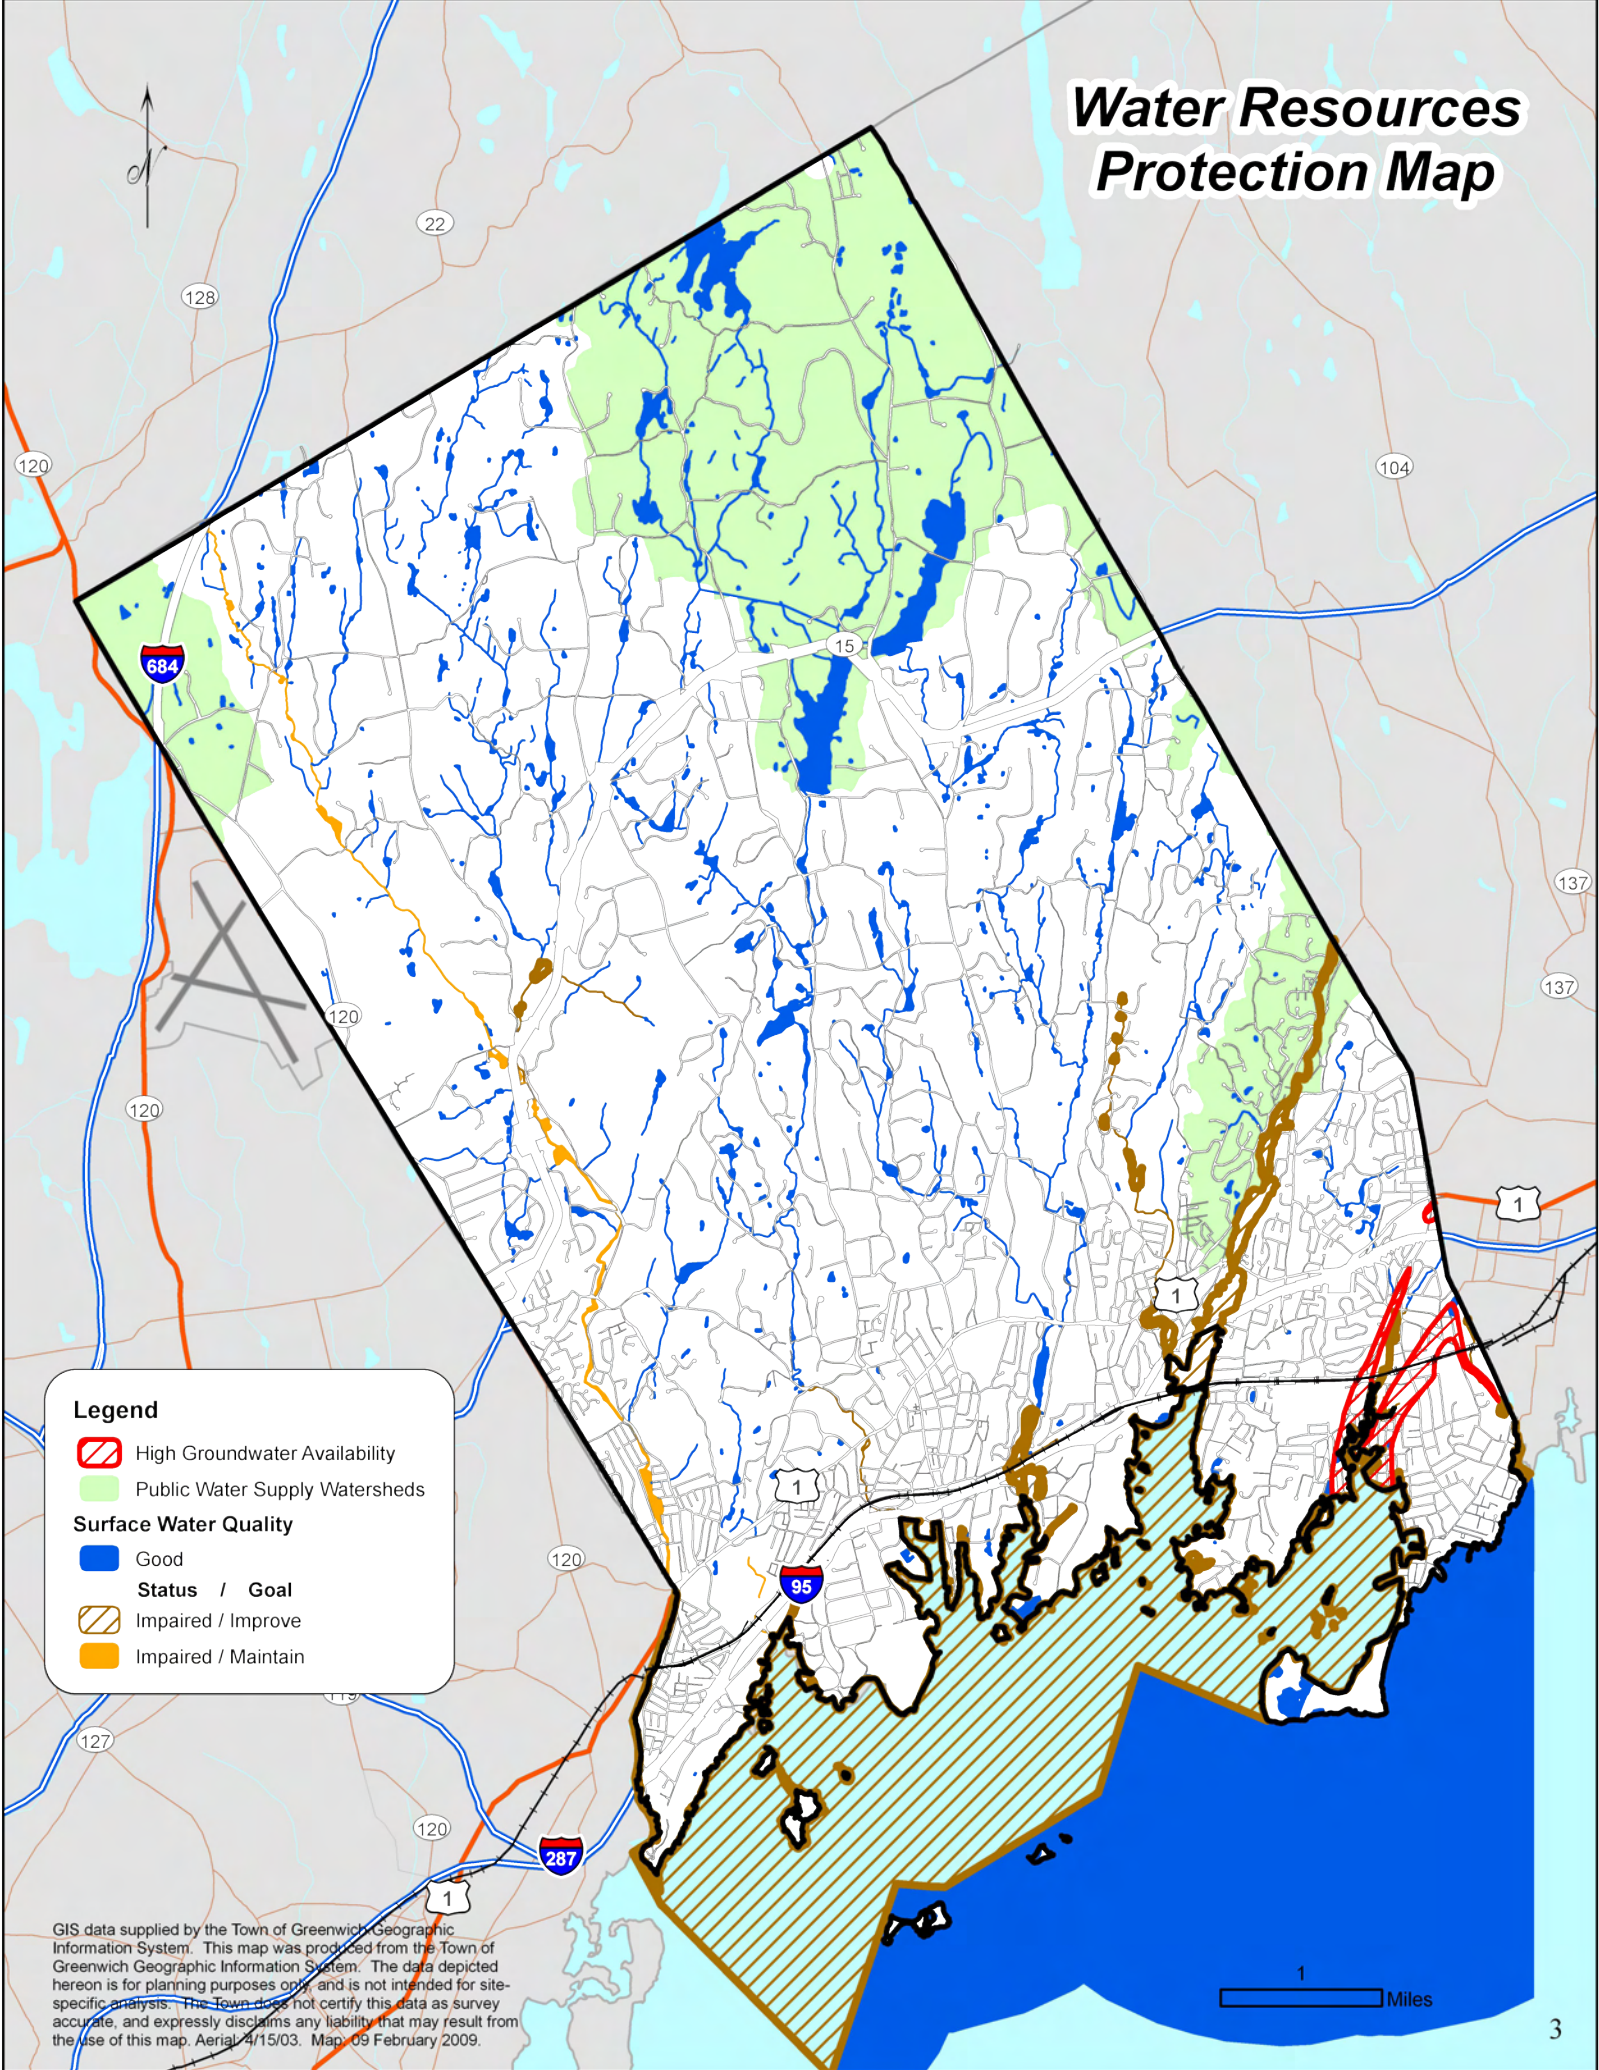 Water Resources
Protection Map
N
22
128
120
104
684
15
137
137
120
120
1
1
Legend
High Groundwater Availability
Public Water Supply Watersheds
Surface Water Quality
Good
Status / Goal
Impaired / Improve
Impaired / Maintain
1
120
95
119
127
120
287
1
GIS data supplied by the Town of Greenwich Geographic
Information System. This map was produced from the Town of
Greenwich Geographic Information System. The data depicted
hereon is for planning purposes only, and is not intended for site-
specific analysis. The Town does not certify this data as survey
accurate, and expressly disclaims any liability that may result from
the use of this map. Aerial: 4/15/03. Map: 09 February 2009.
1
Miles
3